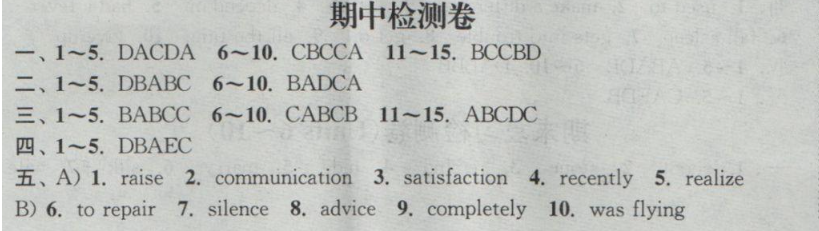 期中检测卷
一、1～5. DACDA 6～10. CBCCA 11～15. BCCBD
二、1～5. DBABC 6～10. BADCA
三、1～5. BABCC 6～10. CABCB 11～15. ABCDC
四、1～5. DBAEC
五、A) 1. raise 2. communication 3. satisfaction 4. recently 5. realize
B) 6. to repair 7. silence 8. advice 9. completely 10. was flying